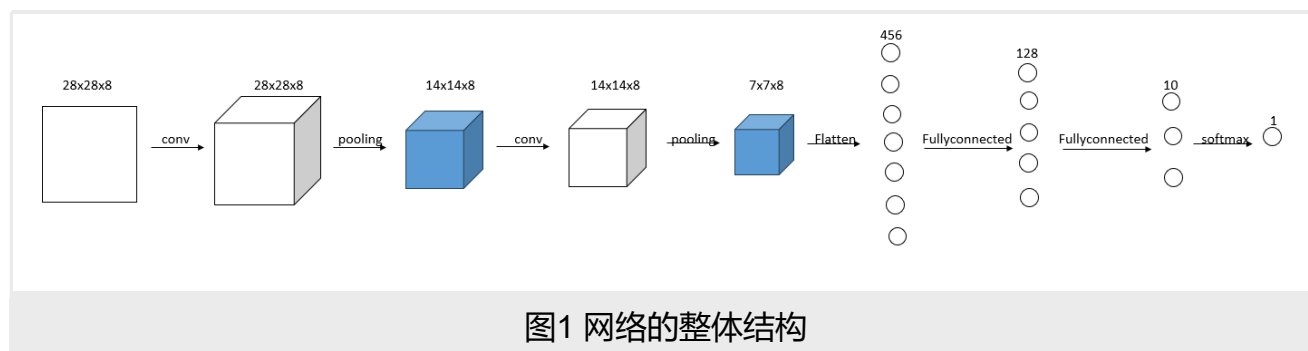 28x28x8
conv
28x28x8
pooling
14x14x8
conv
14x14x8
pooling
7x7x8
Flatten
456
Fullyconnected
128
Fullyconnected
10
softmax
1
图1 网络的整体结构